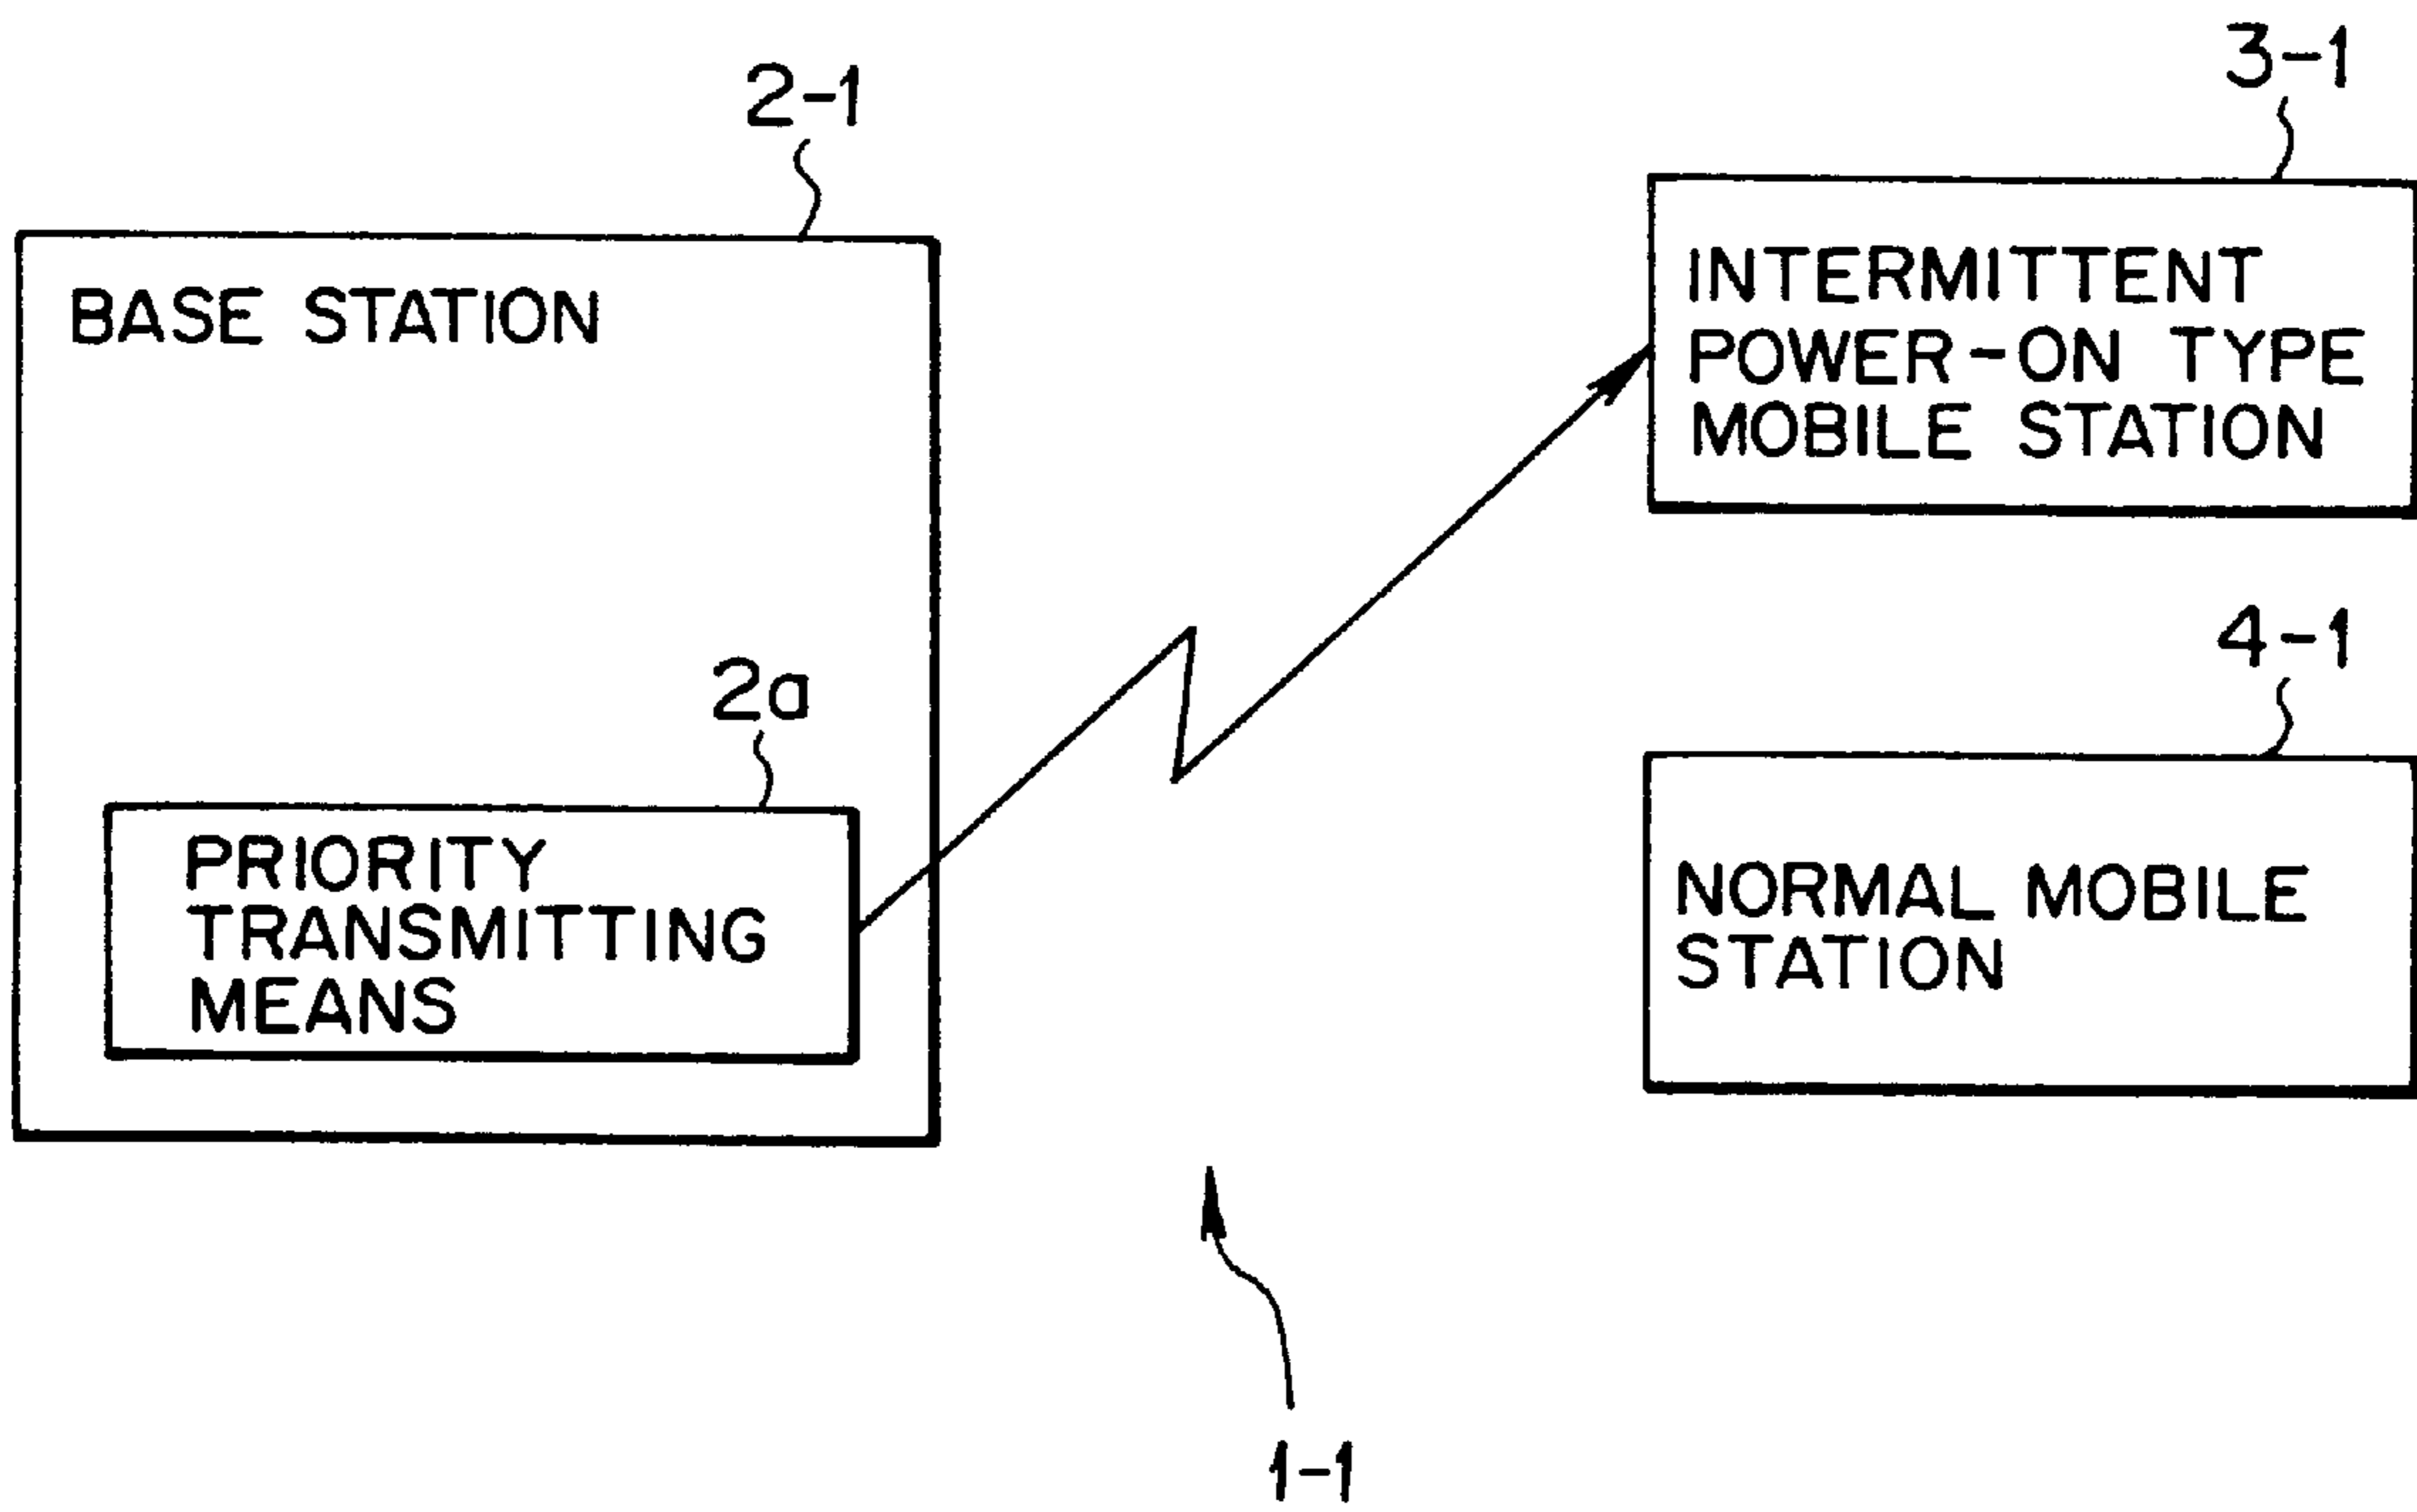 2-1
BASE STATION
2a
PRIORITY
TRANSMITTING
MEANS
3-1
INTERMITTENT
POWER-ON TYPE
MOBILE STATION
4-1
NORMAL MOBILE
STATION
1-1